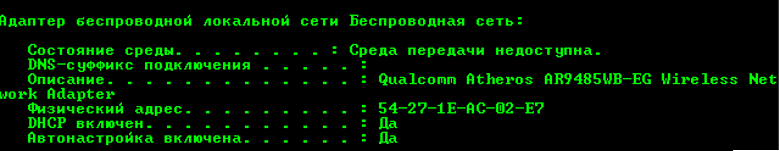 Адаптер беспроводной локальной сети Беспроводная сеть:
Состояние среды. . . . . . . . : Среда передачи недоступна.
DNS-суффикс подключения . . . . . :
Описание. . . . . . . . . . . . . : Qualcomm Atheros AR9485WB-EG Wireless Net
work Adapter
Физический адрес. . . . . . . . . : 54-27-1E-AC-02-E7
DHCP включен. . . . . . . . . . . : Да
Автонастройка включена. . . . . . : Да